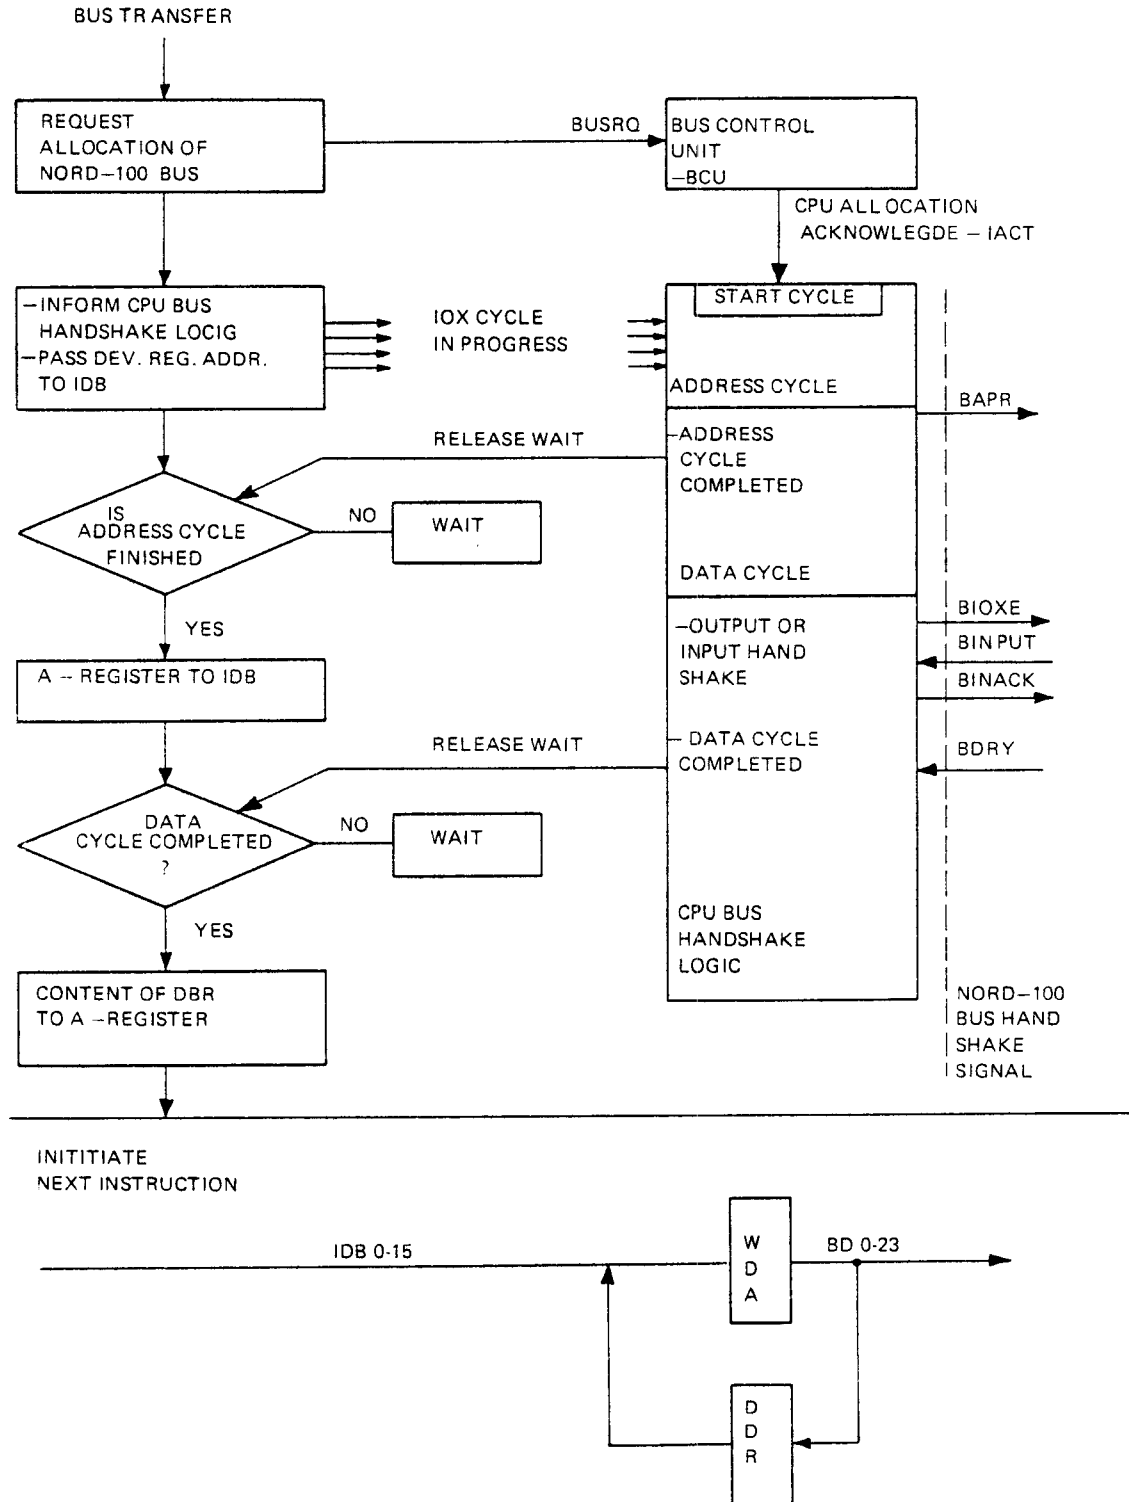 BUS TRANSFER
REQUEST
ALLOCATION OF
NORD-100 BUS
BUSRQ
BUS CONTROL
UNIT
-BCU
CPU ALLOCATION
ACKNOWLEGDE - IACT
-INFORM CPU BUS
HANDSHAKE LOCIG
-PASS DEV. REG. ADDR.
TO IDB
IOX CYCLE
IN PROGRESS
START CYCLE
ADDRESS CYCLE
BAPR
RELEASE WAIT
-ADDRESS
CYCLE
COMPLETED
IS
ADDRESS CYCLE
FINISHED
NO
WAIT
DATA CYCLE
YES
BIOXE
-OUTPUT OR
INPUT HAND
SHAKE
BINPUT
BINACK
A - REGISTER TO IDB
RELEASE WAIT
- DATA CYCLE
COMPLETED
BDRY
DATA
CYCLE COMPLETED
?
NO
WAIT
YES
CPU BUS
HANDSHAKE
LOGIC
CONTENT OF DBR
TO A -REGISTER
NORD-100
BUS HAND
SHAKE
SIGNAL
INITITIATE
NEXT INSTRUCTION
IDB 0-15
W
D
A
BD 0-23
D
D
R